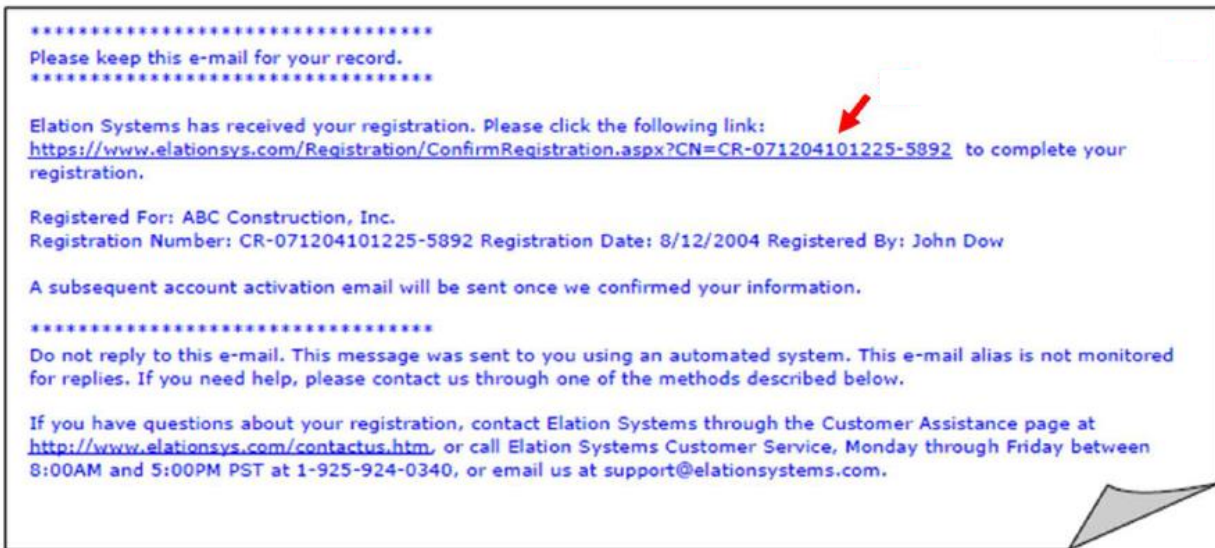 **********************************
Please keep this e-mail for your record.
**********************************
Elation Systems has received your registration. Please click the following link:
https://www.elationsys.com/Registration/ConfirmRegistration.aspx?CN=CR-071204101225-5892 to complete your
registration.
Registered For: ABC Construction, Inc.
Registration Number: CR-071204101225-5892 Registration Date: 8/12/2004 Registered By: John Dow
A subsequent account activation email will be sent once we confirmed your information.
**********************************
Do not reply to this e-mail. This message was sent to you using an automated system. This e-mail alias is not monitored
for replies. If you need help, please contact us through one of the methods described below.
If you have questions about your registration, contact Elation Systems through the Customer Assistance page at
http://www.elationsys.com/contactus.htm, or call Elation Systems Customer Service, Monday through Friday between
8:00AM and 5:00PM PST at 1-925-924-0340, or email us at support@elationsystems.com.